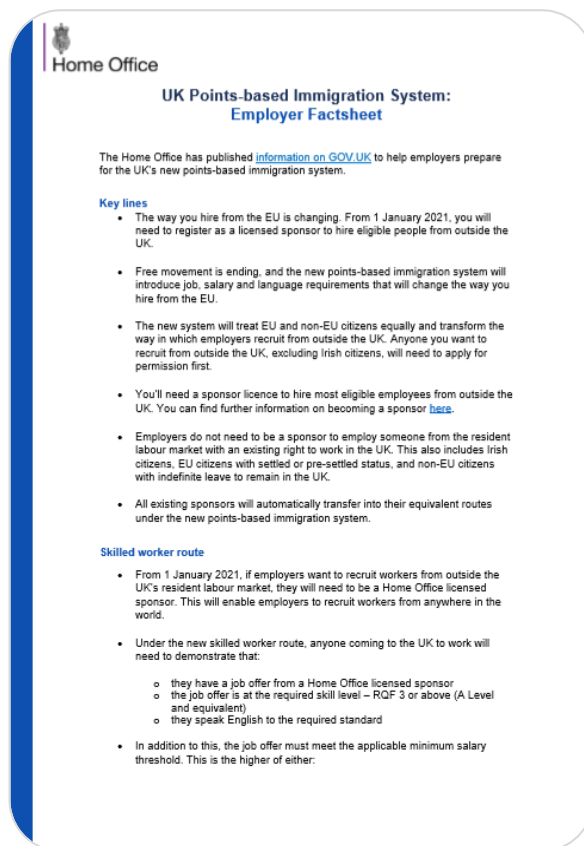 Home Office
UK Points-based Immigration System:
Employer Factsheet
The Home Office has published information on GOV.UK to help employers prepare
for the UK's new points-based immigration system.
Key lines
• The way you hire from the EU is changing. From 1 January 2021, you will
need to register as a licensed sponsor to hire eligible people from outside the
UK.
• Free movement is ending, and the new points-based immigration system will
introduce job, salary and language requirements that will change the way you
hire from the EU.
• The new system will treat EU and non-EU citizens equally and transform the
way in which employers recruit from outside the UK. Anyone you want to
recruit from outside the UK, excluding Irish citizens, will need to apply for
permission first.
• You'll need a sponsor licence to hire most eligible employees from outside the
UK. You can find further information on becoming a sponsor here.
• Employers do not need to be a sponsor to employ someone from the resident
labour market with an existing right to work in the UK. This also includes Irish
citizens, EU citizens with settled or pre-settled status, and non-EU citizens
with indefinite leave to remain in the UK.
• All existing sponsors will automatically transfer into their equivalent routes
under the new points-based immigration system.
Skilled worker route
• From 1 January 2021, if employers want to recruit workers from outside the
UK's resident labour market, they will need to be a Home Office licensed
sponsor. This will enable employers to recruit workers from anywhere in the
world.
• Under the new skilled worker route, anyone coming to the UK to work will
need to demonstrate that:
o they have a job offer from a Home Office licensed sponsor
o the job offer is at the required skill level – RQF 3 or above (A Level
and equivalent)
o they speak English to the required standard
• In addition to this, the job offer must meet the applicable minimum salary
threshold. This is the higher of either: